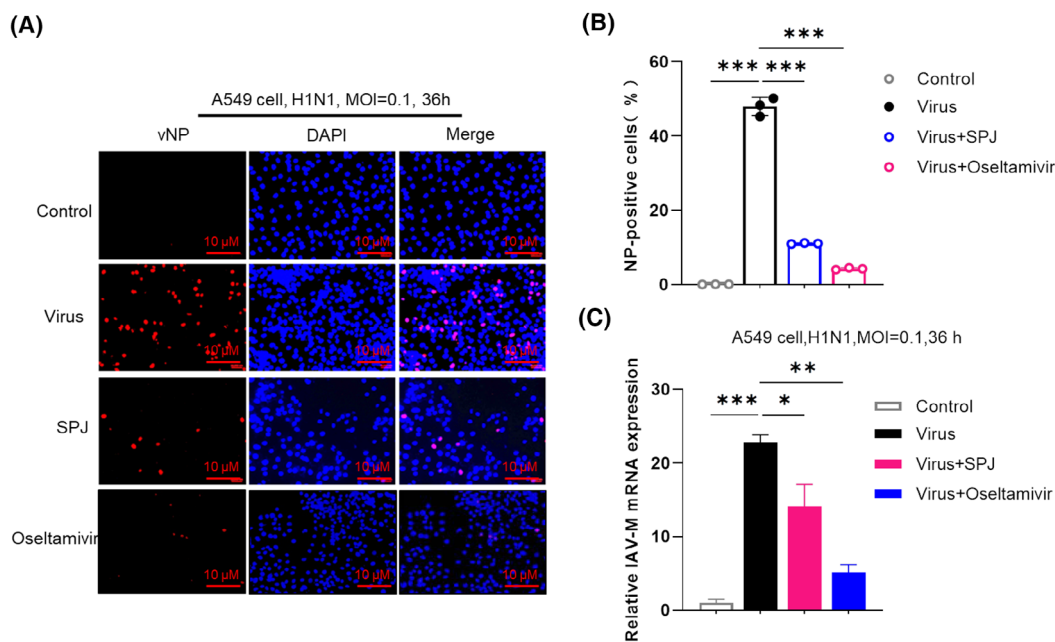 (A)
A549 cell, H1N1, MOI=0.1, 36h
vNP DAPI Merge
Control
10 μM 10 μM 10 μM
Virus
10 μM 10 μM 10 μM
SPJ
10 μM 10 μM 10 μM
Oseltamivir
10 μM 10 μM 10 μM
(B)
NP-positive cells( % )
60
40
20
0
***
*** ***
Control
Virus
Virus+SPJ
Virus+Oseltamivir
(C)
A549 cell,H1N1,MOI=0.1,36 h
Relative IAV-M mRNA expression
30
20
10
0
**
*** *
Control
Virus
Virus+SPJ
Virus+Oseltamivir